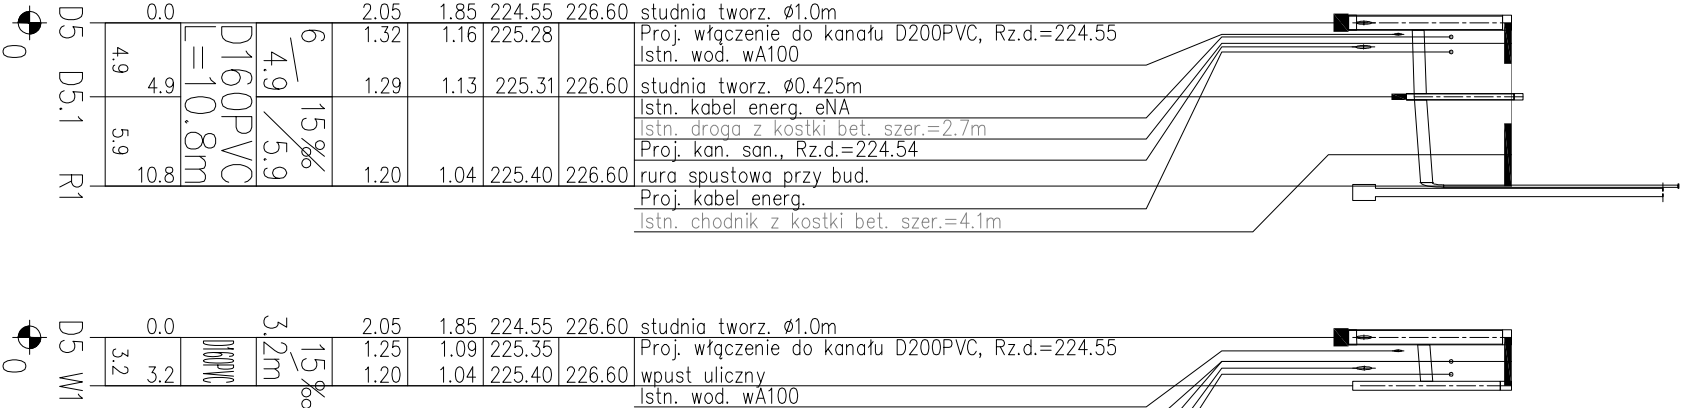 D5 0.0 2.05 1.85 224.55 226.60 studnia tworz. ø1.0m
1.32 1.16 225.28 Proj. włączenie do kanału D200PVC, Rz.d.=224.55
Istn. wod. wA100
D5.1 4.9 1.29 1.13 225.31 226.60 studnia tworz. ø0.425m
Istn. kabel energ. eNA
Istn. droga z kostki bet. szer.=2.7m
Proj. kan. san., Rz.d.=224.54
R1 10.8 1.20 1.04 225.40 226.60 rura spustowa przy bud.
Proj. kabel energ.
Istn. chodnik z kostki bet. szer.=4.1m
0
4.9
5.9
L=10.8m
D160PVC
6
4.9
15‰
5.9
D5 0.0 2.05 1.85 224.55 226.60 studnia tworz. ø1.0m
1.25 1.09 225.35 Proj. włączenie do kanału D200PVC, Rz.d.=224.55
W1 3.2 1.20 1.04 225.40 226.60 wpust uliczny
Istn. wod. wA100
0
3.2
D160PVC
3.2m
15‰